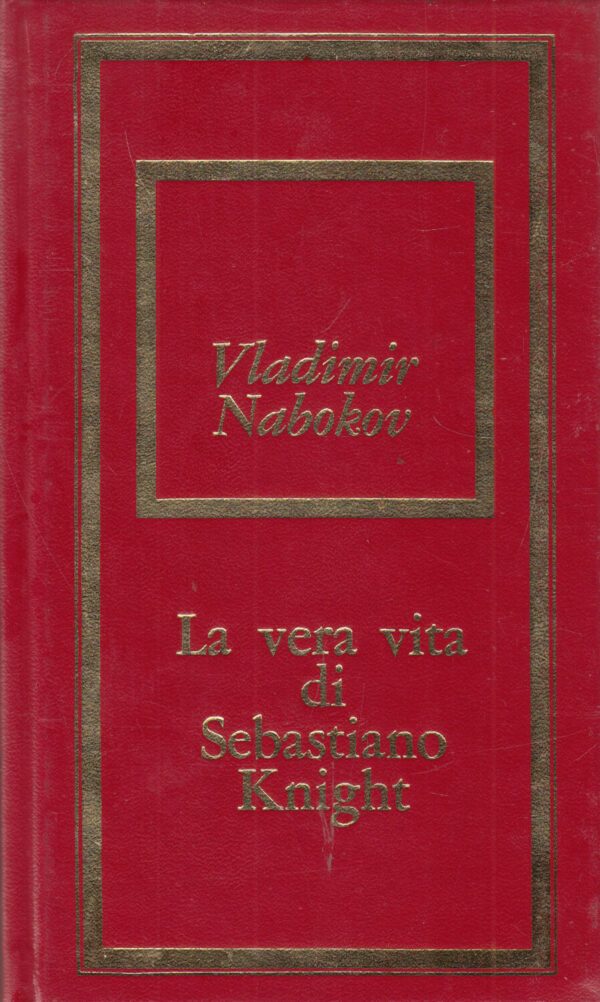 Vladimir
Nabokov
La vera vita
di
Sebastiano
Knight